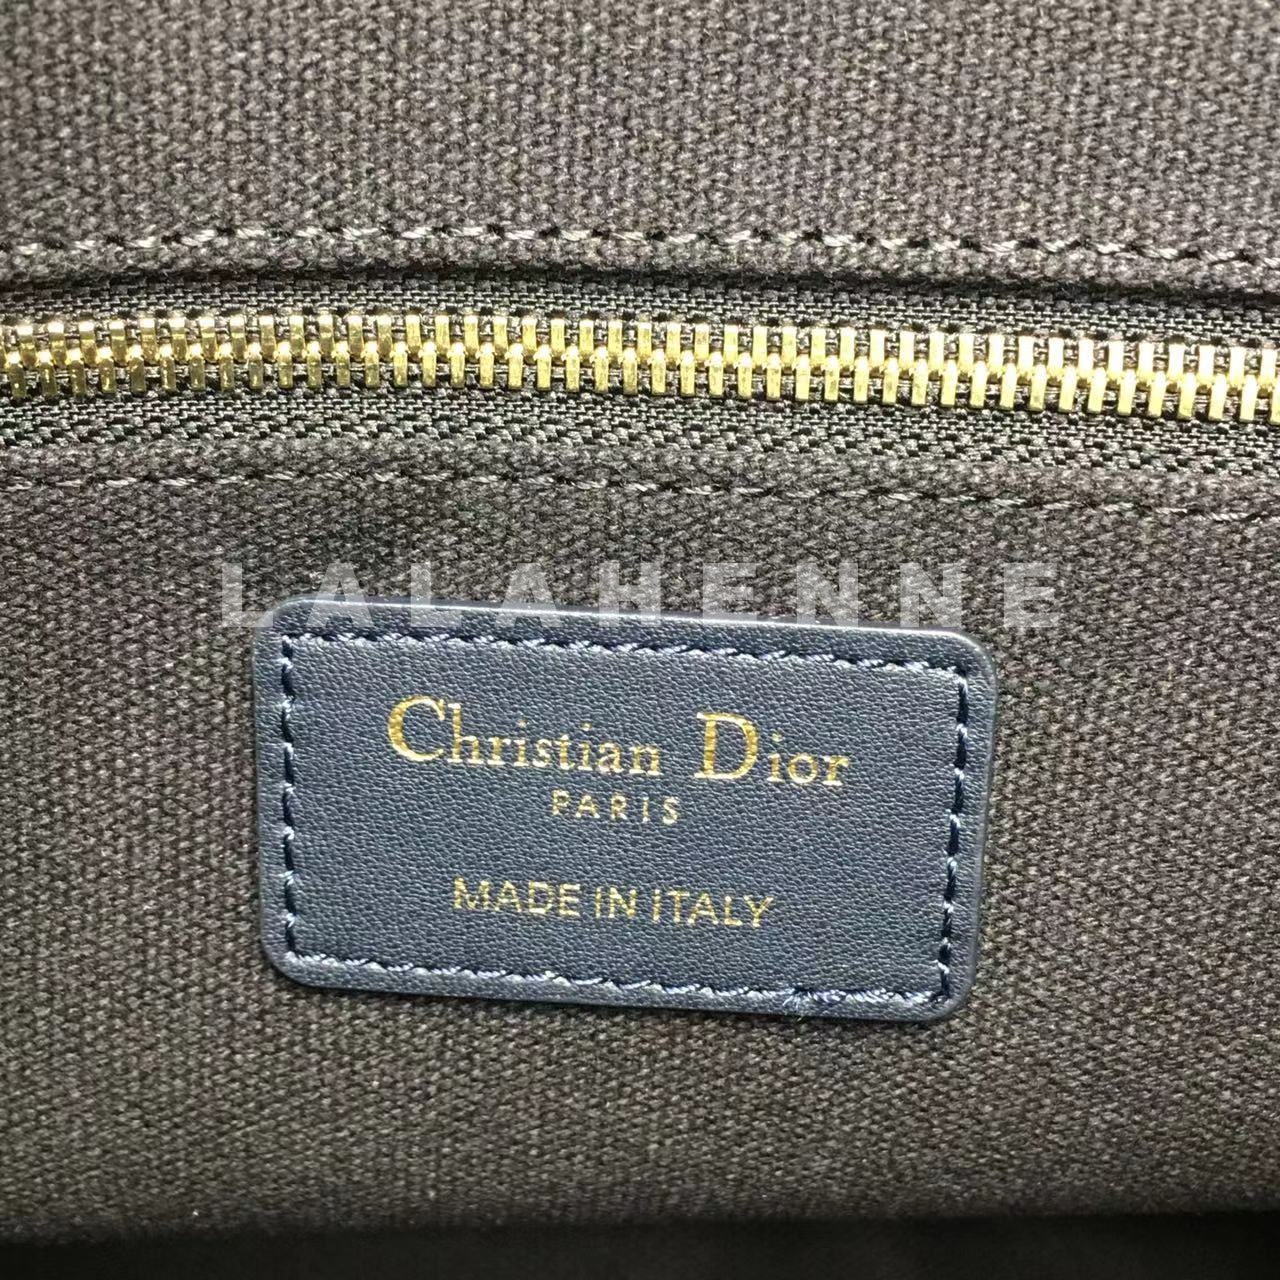 LALAHENNE
Christian Dior
PARIS
MADE IN ITALY